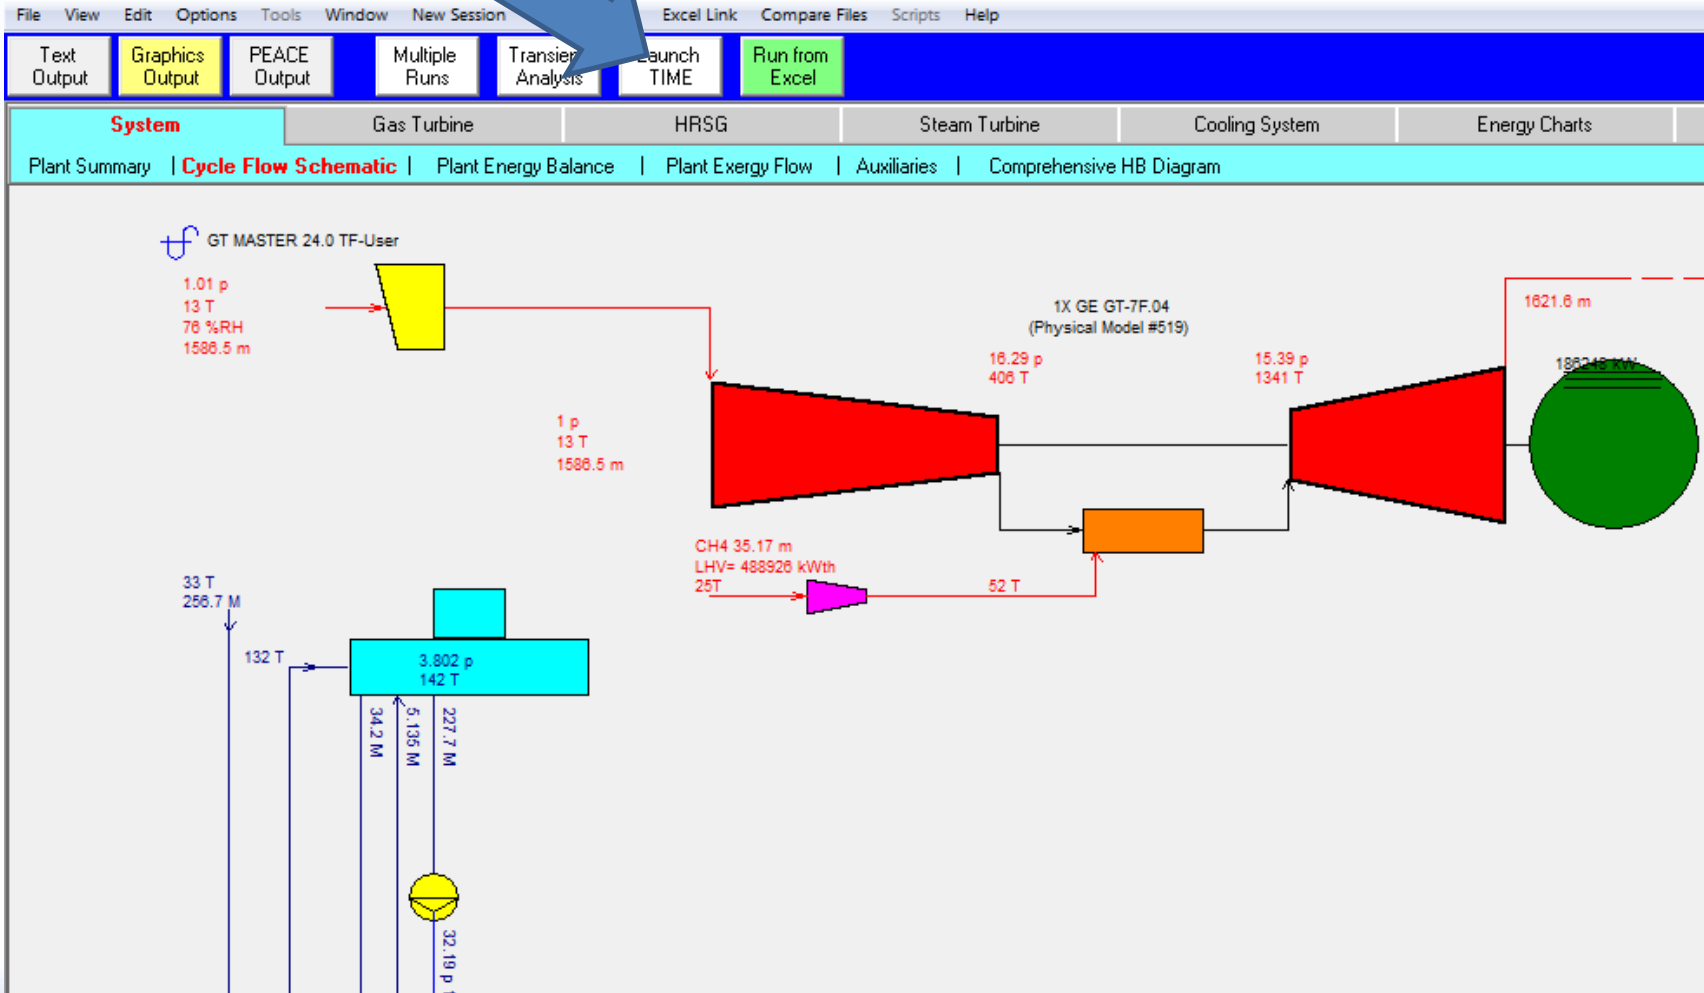 File View Edit Options Tools Window New Session Excel Link Compare Files Scripts Help
Text Output
Graphics Output
PEACE Output
Multiple Runs
Analysis
TIME
Run from Excel
System Gas Turbine HRSG Steam Turbine Cooling System Energy Charts
Plant Summary | Cycle Flow Schematic | Plant Energy Balance | Plant Exergy Flow | Auxiliaries | Comprehensive HB Diagram
GT MASTER 24.0 TF-User
1.01 p
13 T
76 %RH
1586.5 m
1X GE GT-7F.04
(Physical Model #519)
1621.6 m
16.29 p
406 T
15.39 p
1341 T
186248 kW
1 p
13 T
1586.5 m
CH4 35.17 m
LHV= 488926 kWth
25T
52 T
33 T
256.7 M
132 T
3.802 p
142 T
34.2 M
5.135 M
227.7 M
32.19 p